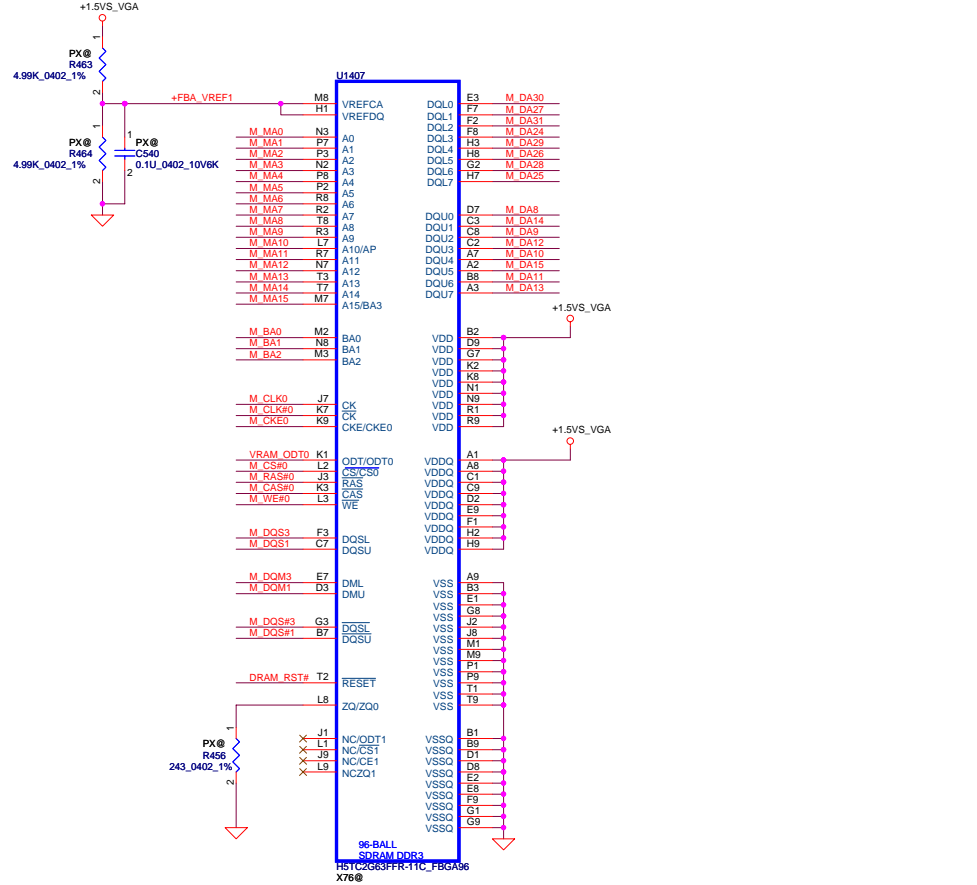 +1.5VS_VGA
1
PX@
R463
4.99K_0402_1%
2
+FBA_VREF1
1
PX@
R464
4.99K_0402_1%
2
1
PX@
C540
0.1U_0402_10V6K
2
U1407
M8 VREFCA
H1 VREFDQ
M_MA0 N3 A0
M_MA1 P7 A1
M_MA2 P3 A2
M_MA3 N2 A3
M_MA4 P8 A4
M_MA5 P2 A5
M_MA6 R8 A6
M_MA7 R2 A7
M_MA8 T8 A8
M_MA9 R3 A9
M_MA10 L7 A10/AP
M_MA11 R7 A11
M_MA12 N7 A12
M_MA13 T3 A13
M_MA14 T7 A14
M_MA15 M7 A15/BA3
M_BA0 M2 BA0
M_BA1 N8 BA1
M_BA2 M3 BA2
M_CLK0 J7 CK
M_CLK#0 K7 CK
M_CKE0 K9 CKE/CKE0
VRAM_ODT0 K1 ODT/ODT0
M_CS#0 L2 CS/CS0
M_RAS#0 J3 RAS
M_CAS#0 K3 CAS
M_WE#0 L3 WE
M_DQS3 F3 DQSL
M_DQS1 C7 DQSU
M_DQM3 E7 DML
M_DQM1 D3 DMU
M_DQS#3 G3 DQSL
M_DQS#1 B7 DQSU
DRAM_RST# T2 RESET
L8 ZQ/ZQ0
1
PX@
R456
243_0402_1%
2
J1 NC/ODT1
L1 NC/CS1
J9 NC/CE1
L9 NCZQ1
DQL0 E3 M_DA30
DQL1 F7 M_DA27
DQL2 F2 M_DA31
DQL3 F8 M_DA24
DQL4 H3 M_DA29
DQL5 H8 M_DA26
DQL6 G2 M_DA28
DQL7 H7 M_DA25
DQU0 D7 M_DA8
DQU1 C3 M_DA14
DQU2 C8 M_DA9
DQU3 C2 M_DA12
DQU4 A7 M_DA10
DQU5 A2 M_DA15
DQU6 B8 M_DA11
DQU7 A3 M_DA13
+1.5VS_VGA
VDD B2
VDD D9
VDD G7
VDD K2
VDD K8
VDD N1
VDD N9
VDD R1
VDD R9
+1.5VS_VGA
VDDQ A1
VDDQ A8
VDDQ C1
VDDQ C9
VDDQ D2
VDDQ E9
VDDQ F1
VDDQ H2
VDDQ H9
VSS A9
VSS B3
VSS E1
VSS G8
VSS J2
VSS J8
VSS M1
VSS M9
VSS P1
VSS P9
VSS T1
VSS T9
VSSQ B1
VSSQ B9
VSSQ D1
VSSQ D8
VSSQ E2
VSSQ E8
VSSQ F9
VSSQ G1
VSSQ G9
96-BALL
SDRAM DDR3
H5TC2G63FFR-11C_FBGA96
X76@